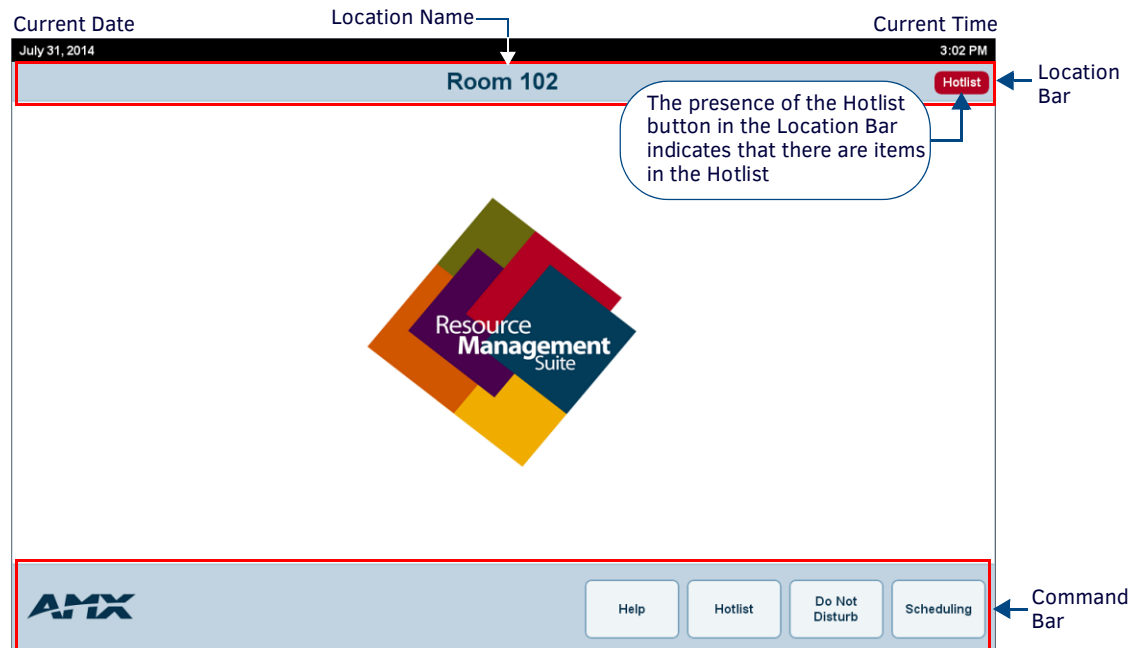 Current Date
Location Name
Current Time
July 31, 2014
3:02 PM
Room 102
Hotlist
Location
Bar
The presence of the Hotlist
button in the Location Bar
indicates that there are items
in the Hotlist
Resource
Management
Suite
AMX
Help
Hotlist
Do Not
Disturb
Scheduling
Command
Bar